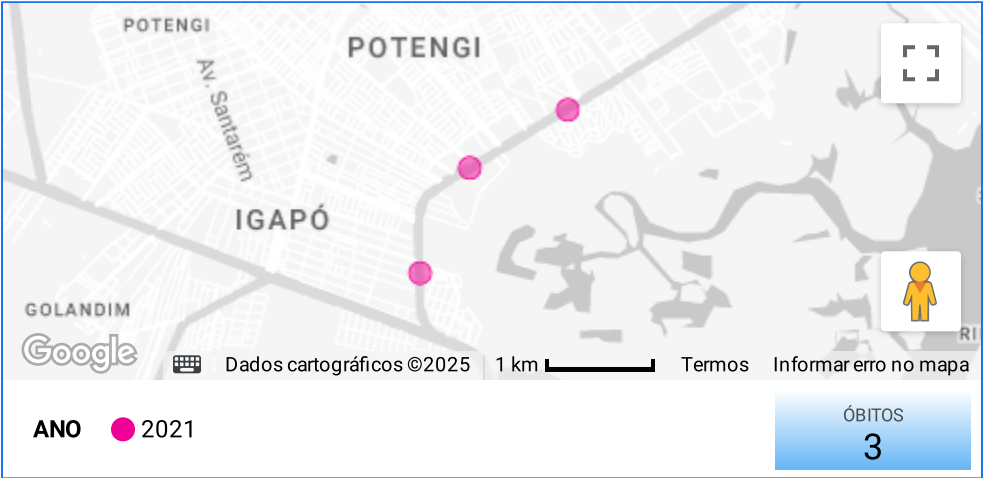 POTENGI
POTENGI
Av. Santarém
IGAPÓ
GOLANDIM
RI
Google
Dados cartográficos ©2025 1 km Termos Informar erro no mapa
ANO 2021
ÓBITOS
3